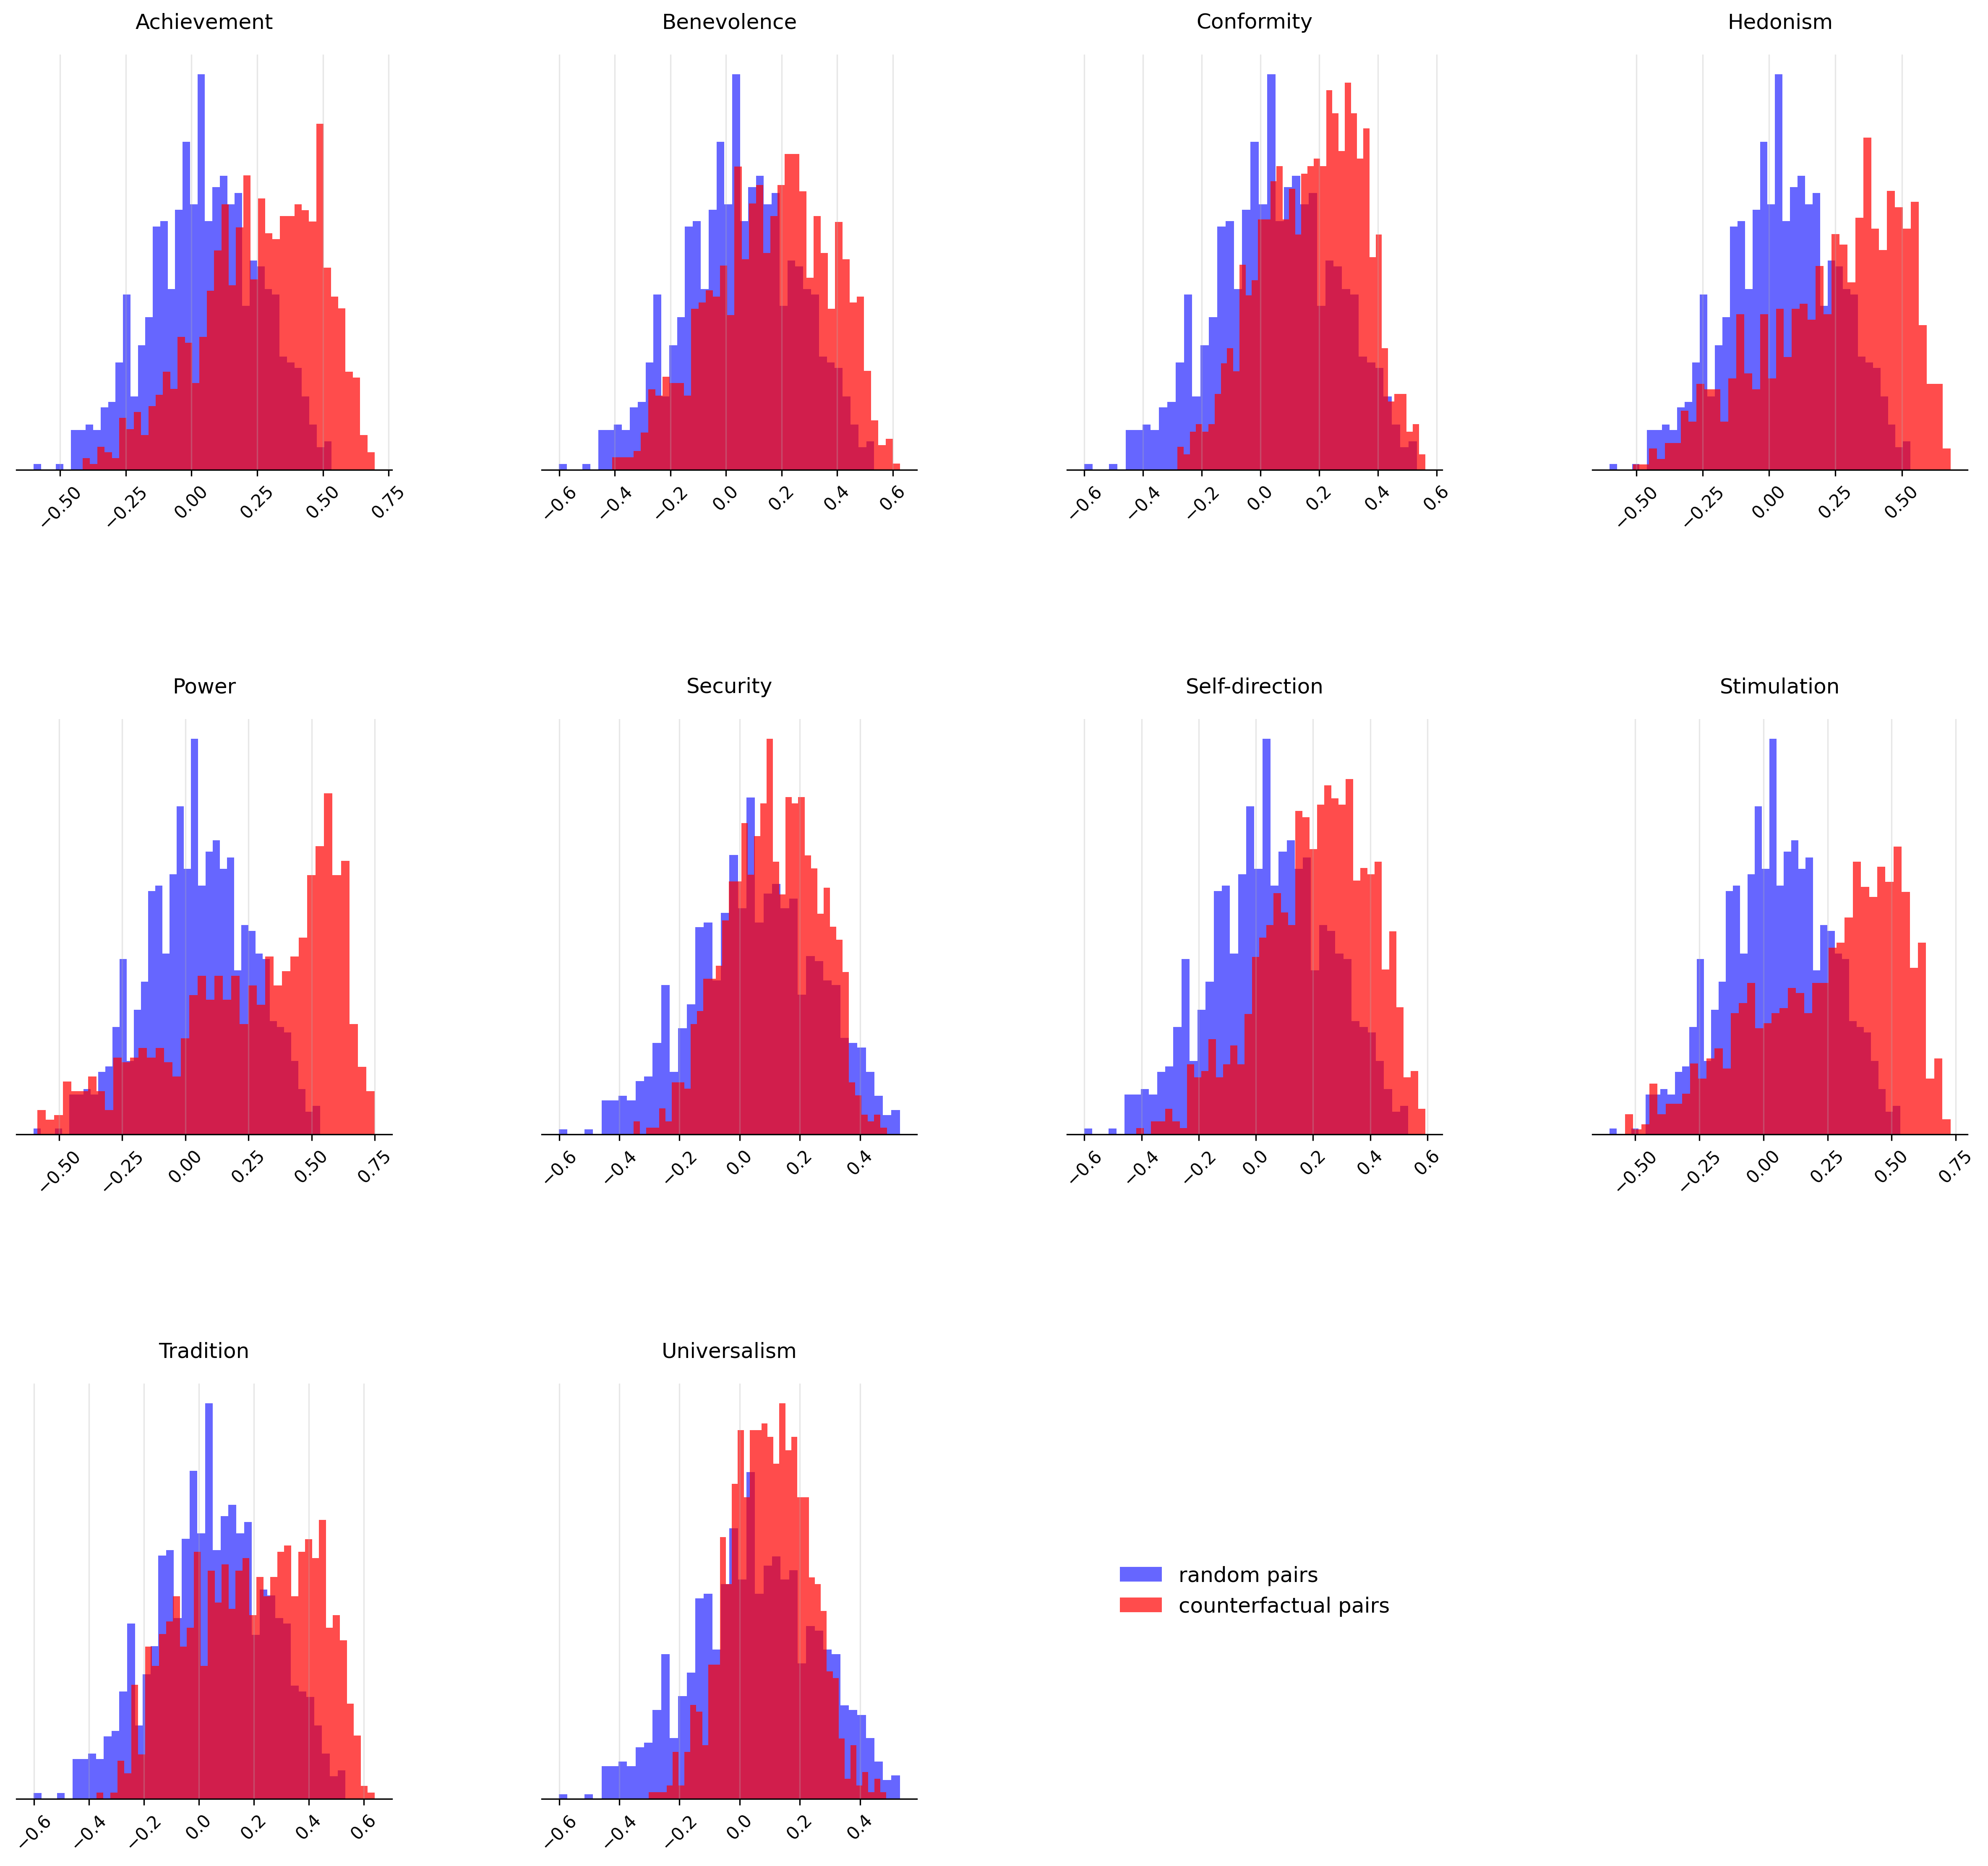 Achievement Benevolence Conformity Hedonism
−0.50 −0.25 0.00 0.25 0.50 0.75 −0.6 −0.4 −0.2 0.0 0.2 0.4 0.6 −0.6 −0.4 −0.2 0.0 0.2 0.4 0.6 −0.50 −0.25 0.00 0.25 0.50
Power Security Self-direction Stimulation
−0.50 −0.25 0.00 0.25 0.50 0.75 −0.6 −0.4 −0.2 0.0 0.2 0.4 −0.6 −0.4 −0.2 0.0 0.2 0.4 0.6 −0.50 −0.25 0.00 0.25 0.50 0.75
Tradition Universalism
random pairs
counterfactual pairs
−0.6 −0.4 −0.2 0.0 0.2 0.4 0.6 −0.6 −0.4 −0.2 0.0 0.2 0.4